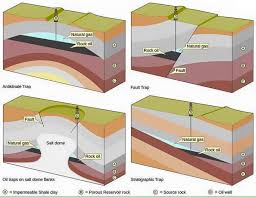 Natural gas
Rock oil
Antiklinale Trap
Natural gas
Rock oil
Fault
Fault Trap
Fault
Natural gas
Salt dome
Rock oil
Oil traps on salt dome flanks
Natural gas
Rock oil
Stratigraphic Trap
A = Impermeable Shale clay
B = Porous Reservoir rock
C = Source rock
= Oil well